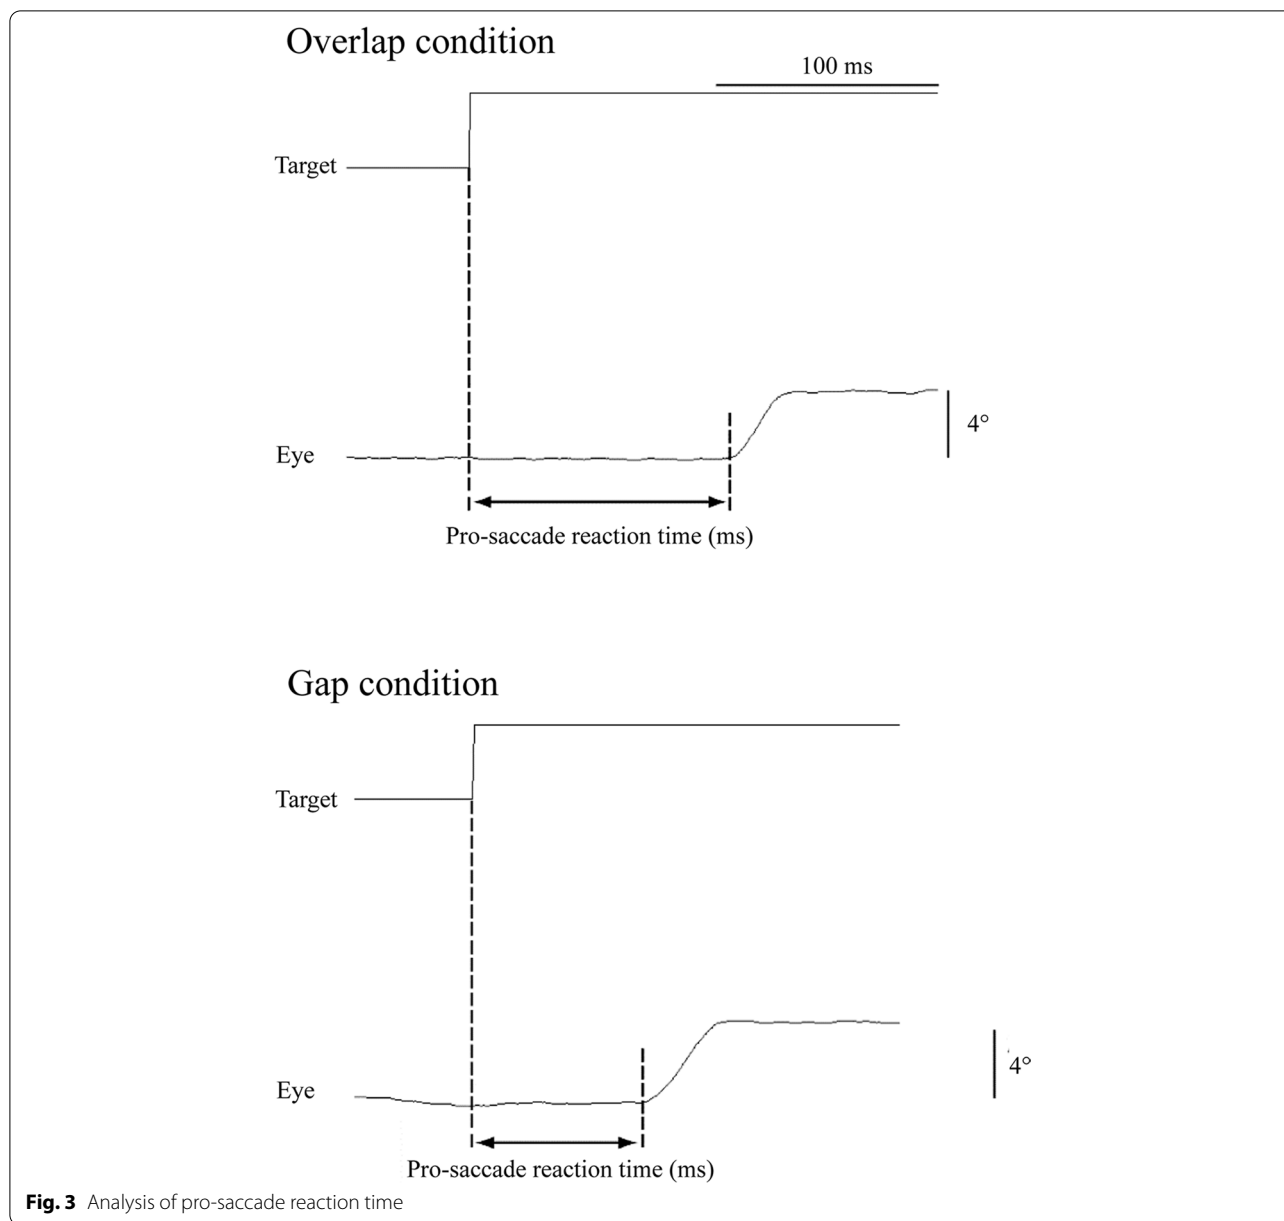 Overlap condition
100 ms
Target
4°
Eye
Pro-saccade reaction time (ms)
Gap condition
Target
4°
Eye
Pro-saccade reaction time (ms)
Fig. 3 Analysis of pro-saccade reaction time